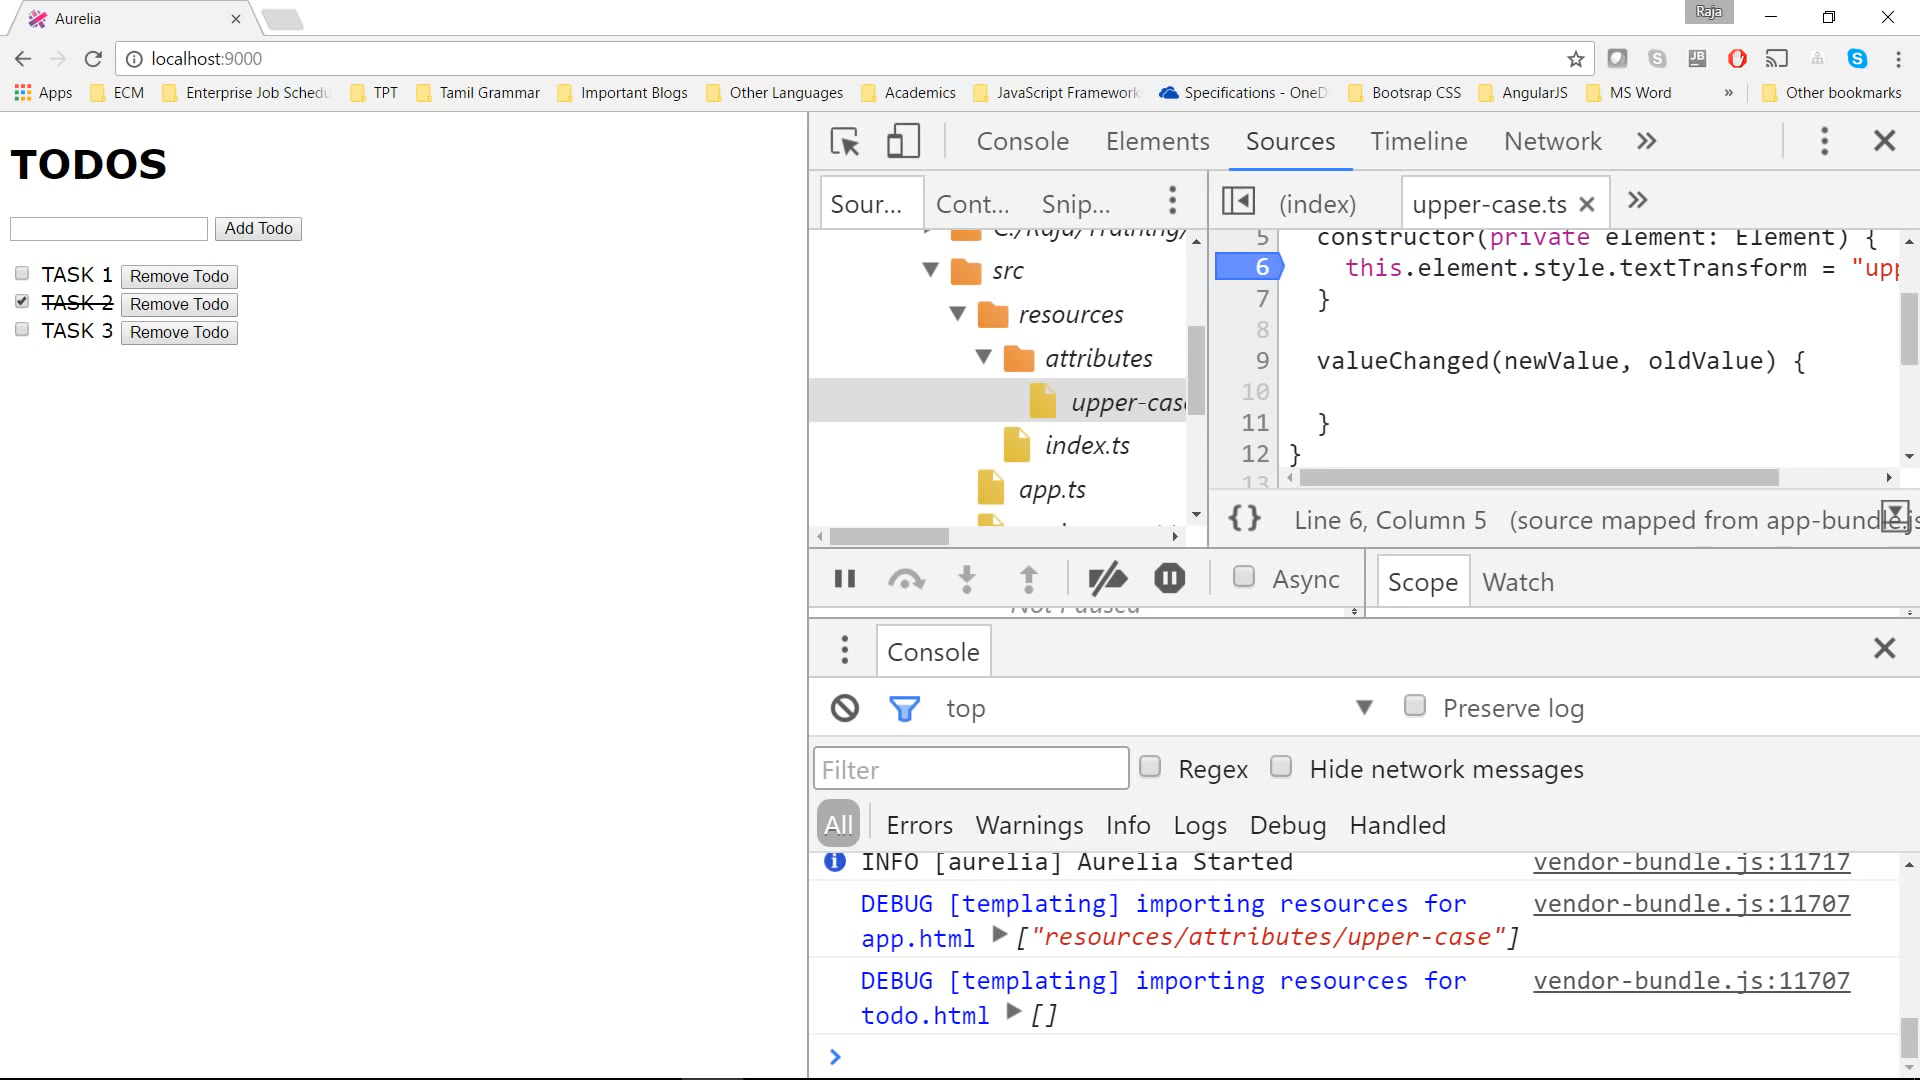 Aurelia
Raja
localhost:9000
Apps ECM Enterprise Job Schedu TPT Tamil Grammar Important Blogs Other Languages Academics JavaScript Framework Specifications - OneD Bootsrap CSS AngularJS MS Word » Other bookmarks
TODOS
Add Todo
TASK 1 Remove Todo
TASK 2 Remove Todo
TASK 3 Remove Todo
Console Elements Sources Timeline Network
Sour... Cont... Snip...
C:/Raja/Training/
src
resources
attributes
upper-cas
index.ts
app.ts
(index) upper-case.ts
5 constructor(private element: Element) {
6 this.element.style.textTransform = "upp
7 }
8
9 valueChanged(newValue, oldValue) {
10
11 }
12 }
13
{} Line 6, Column 5 (source mapped from app-bundle.js
Async
Scope Watch
Not Paused
Console
top
Preserve log
Filter
Regex
Hide network messages
All Errors Warnings Info Logs Debug Handled
INFO [aurelia] Aurelia Started vendor-bundle.js:11717
DEBUG [templating] importing resources for vendor-bundle.js:11707
app.html ["resources/attributes/upper-case"]
DEBUG [templating] importing resources for vendor-bundle.js:11707
todo.html []